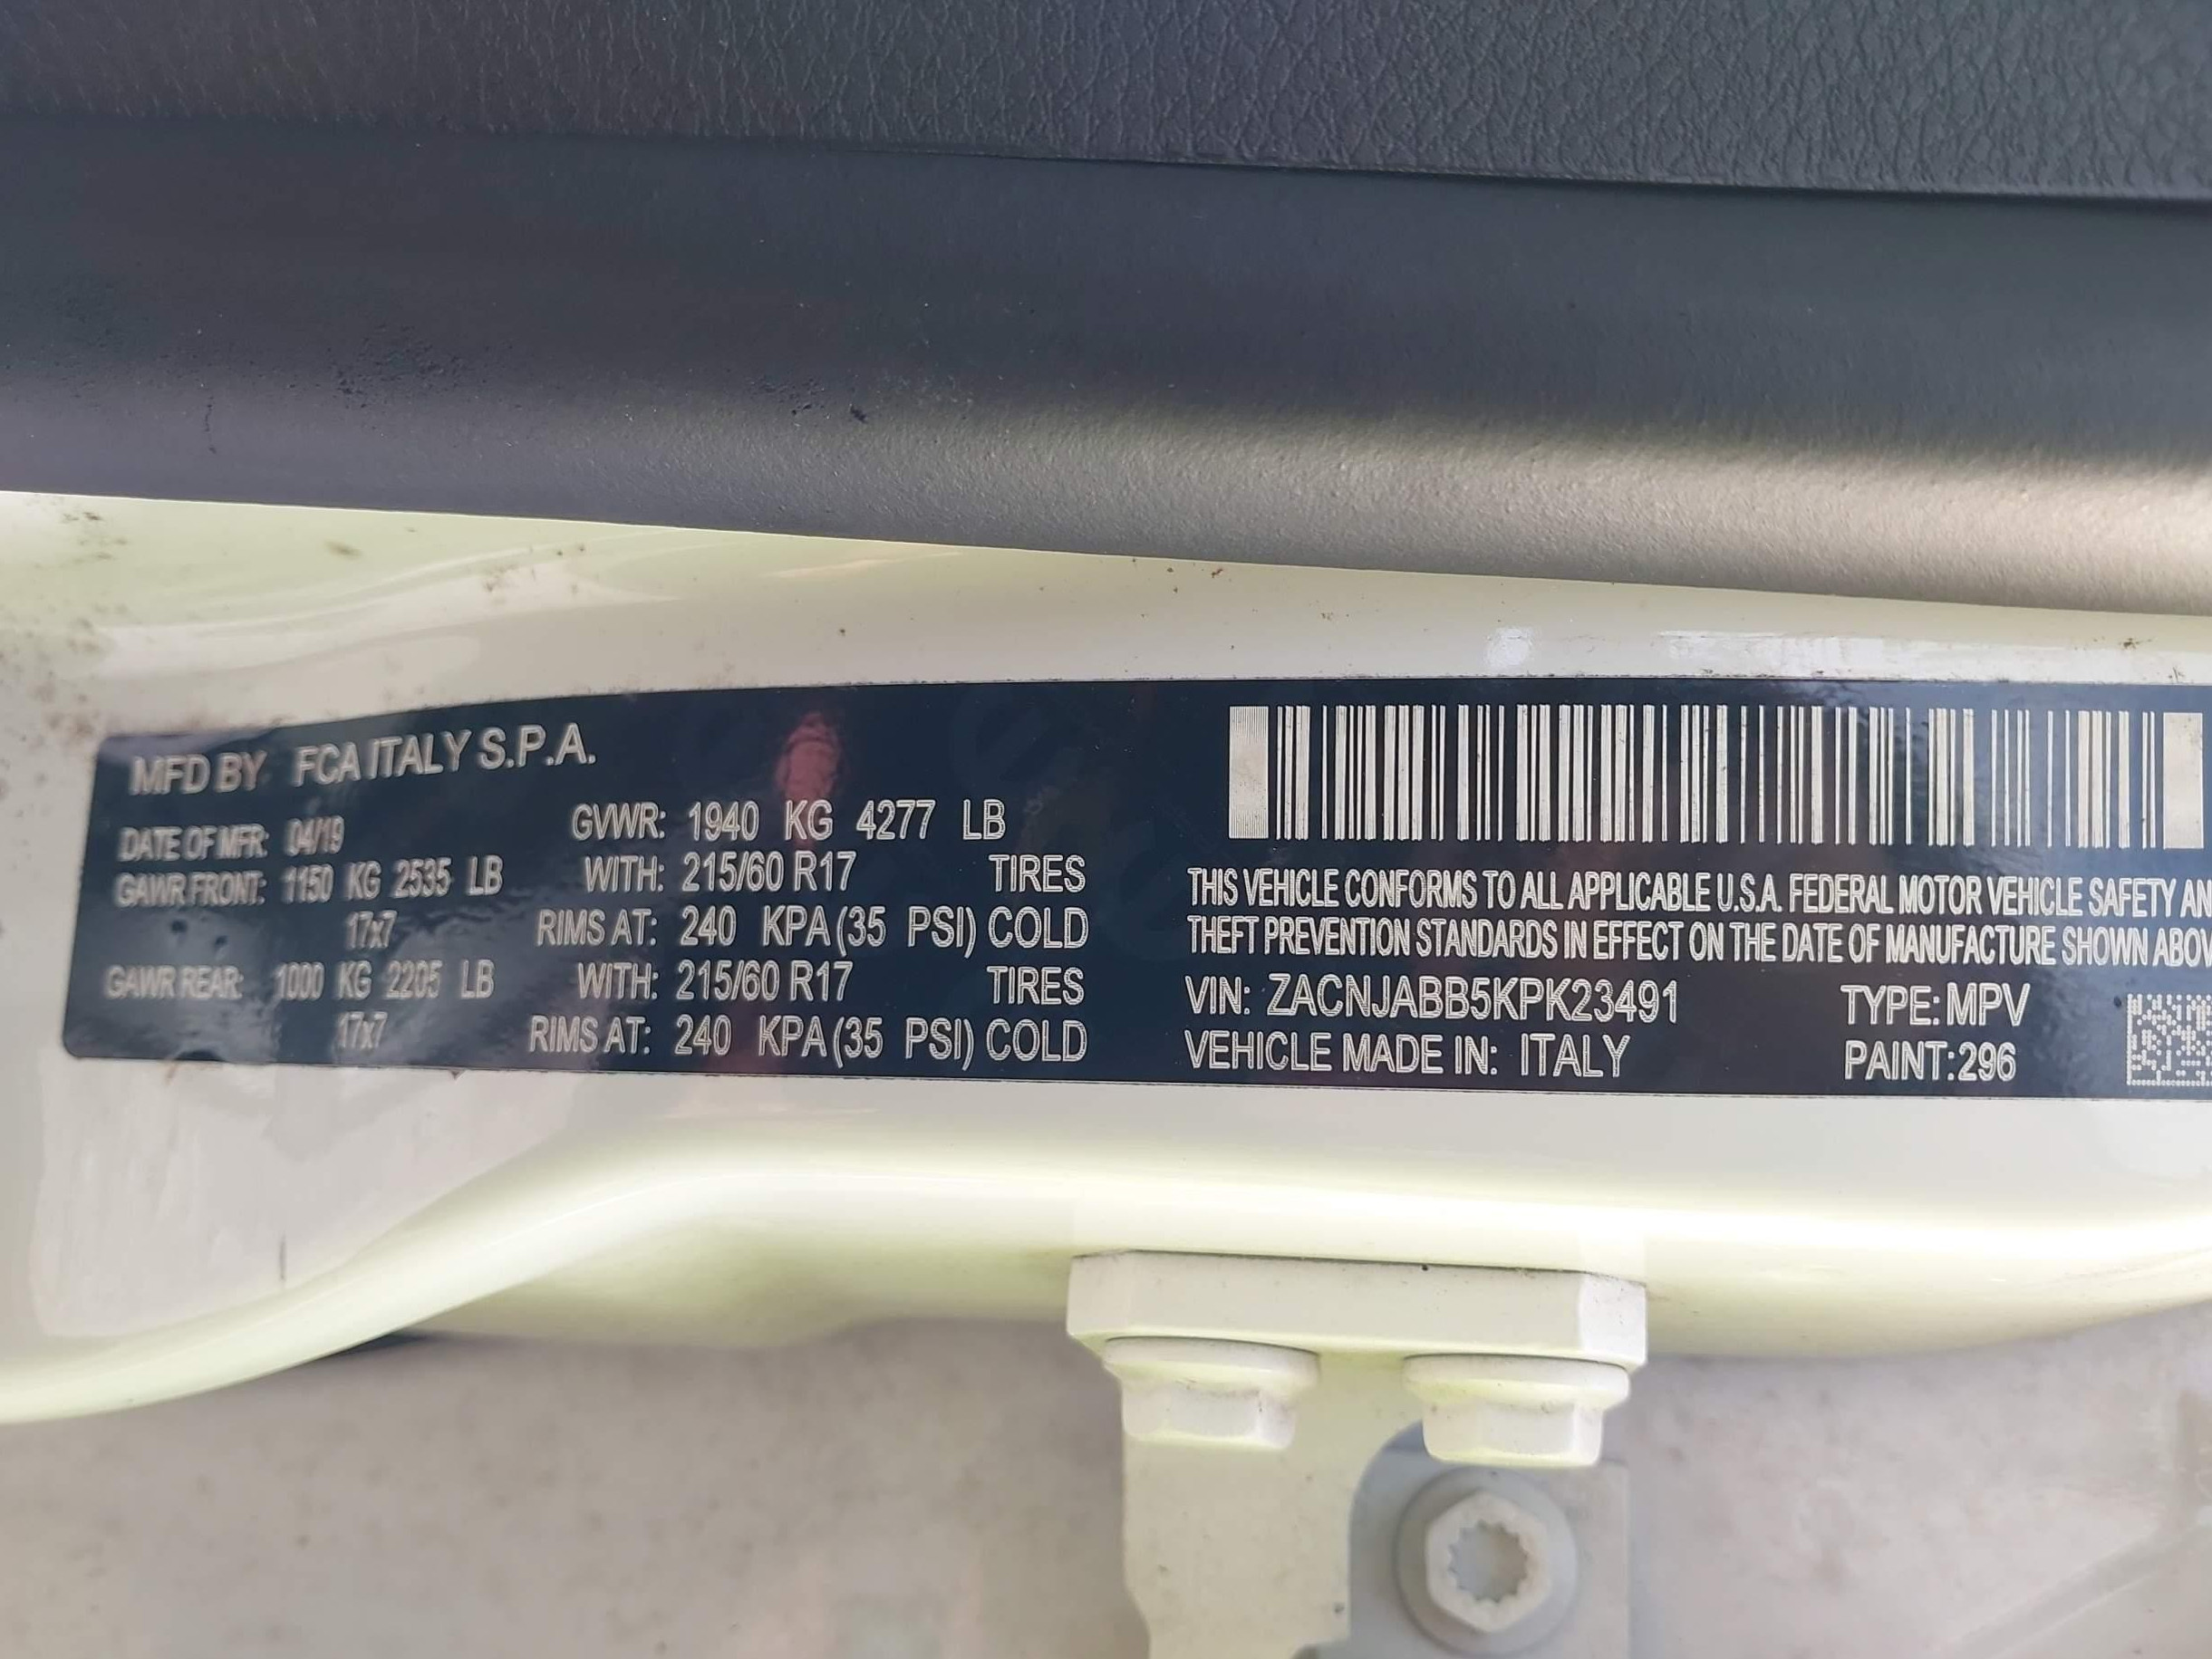 MFD BY FCA ITALY S.P.A.
DATE OF MFR: 04/19 GVWR: 1940 KG 4277 LB
GAWR FRONT: 1150 KG 2535 LB WITH: 215/60 R17 TIRES
17x7 RIMS AT: 240 KPA (35 PSI) COLD
GAWR REAR: 1000 KG 2205 LB WITH: 215/60 R17 TIRES
17x7 RIMS AT: 240 KPA (35 PSI) COLD
THIS VEHICLE CONFORMS TO ALL APPLICABLE U.S.A. FEDERAL MOTOR VEHICLE SAFETY AN
THEFT PREVENTION STANDARDS IN EFFECT ON THE DATE OF MANUFACTURE SHOWN ABOV
VIN: ZACNJABB5KPK23491 TYPE: MPV
VEHICLE MADE IN: ITALY PAINT: 296